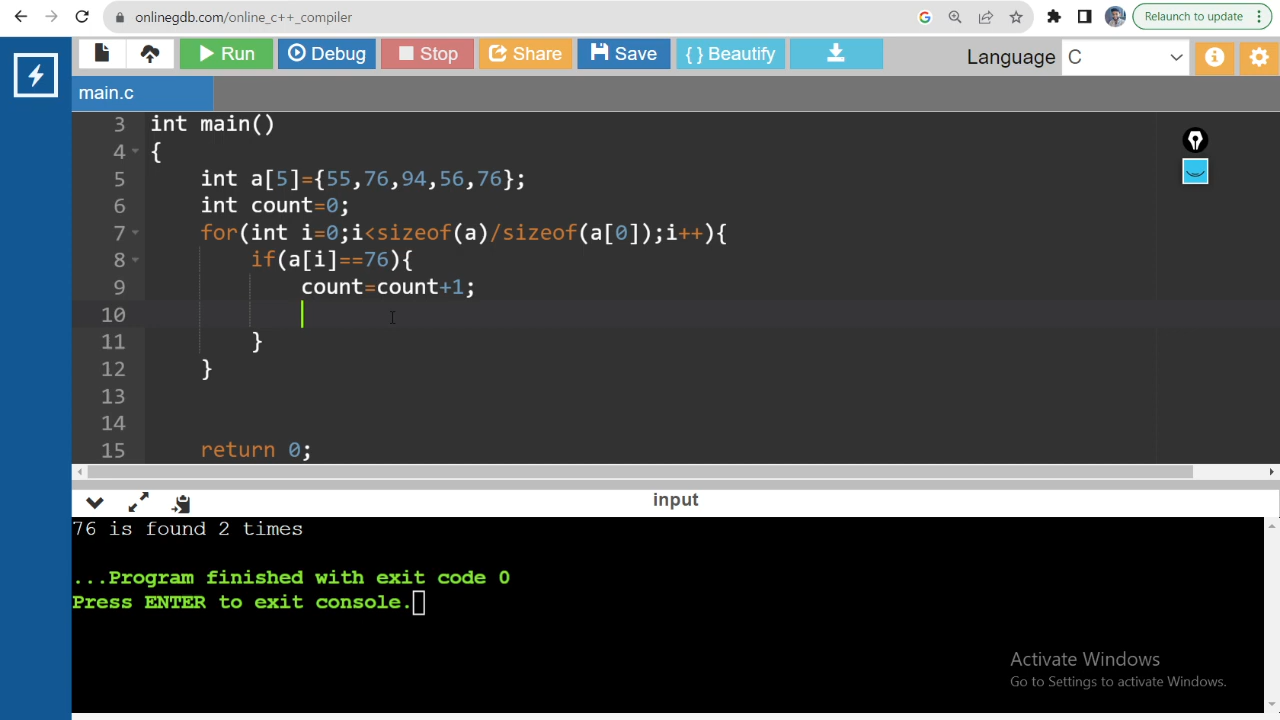 onlinegdb.com/online_c++_compiler
Relaunch to update
Run
Debug
Stop
Share
Save
{ } Beautify
Language
C
main.c
3 int main()
4 {
5 int a[5]={55,76,94,56,76};
6 int count=0;
7 for(int i=0;i<sizeof(a)/sizeof(a[0]);i++){
8 if(a[i]==76){
9 count=count+1;
10
11 }
12 }
13
14
15 return 0;
input
76 is found 2 times
...Program finished with exit code 0
Press ENTER to exit console.
Activate Windows
Go to Settings to activate Windows.